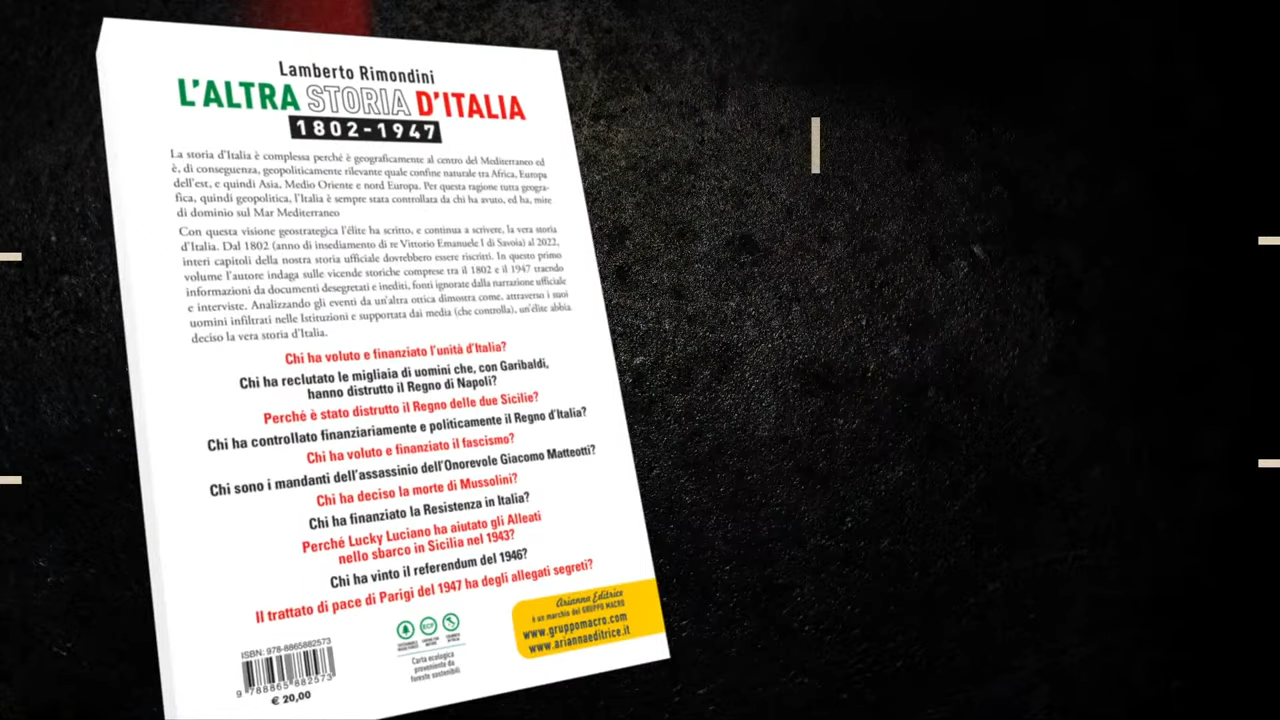 Lamberto Rimondini
L'ALTRA STORIA D'ITALIA
1802-1947
La storia d'Italia è complessa perché è geograficamente al centro del Mediterraneo ed
è, di conseguenza, geopoliticamente rilevante quale confine naturale tra Africa, Europa
dell'est, e quindi Asia, Medio Oriente e nord Europa. Per questa ragione tutta geogra-
fica, quindi geopolitica, l'Italia è sempre stata controllata da chi ha avuto, ed ha, mire
di dominio sul Mar Mediterraneo
Con questa visione geostrategica l'élite ha scritto, e continua a scrivere, la vera storia
d'Italia. Dal 1802 (anno di insediamento di re Vittorio Emanuele I di Savoia) al 2022,
interi capitoli della nostra storia ufficiale dovrebbero essere riscritti. In questo primo
volume l'autore indaga sulle vicende storiche comprese tra il 1802 e il 1947 traendo
informazioni da documenti desegretati e inediti, fonti ignorate dalla narrazione ufficiale
e interviste. Analizzando gli eventi da un'altra ottica dimostra come, attraverso i suoi
uomini infiltrati nelle Istituzioni e supportata dai media (che controlla), un'élite abbia
deciso la vera storia d'Italia.
Chi ha voluto e finanziato l'unità d'Italia?
Chi ha reclutato le migliaia di uomini che, con Garibaldi,
hanno distrutto il Regno di Napoli?
Perché è stato distrutto il Regno delle due Sicilie?
Chi ha controllato finanziariamente e politicamente il Regno d'Italia?
Chi ha voluto e finanziato il fascismo?
Chi sono i mandanti dell'assassinio dell'Onorevole Giacomo Matteotti?
Chi ha deciso la morte di Mussolini?
Chi ha finanziato la Resistenza in Italia?
Perché Lucky Luciano ha aiutato gli Alleati
nello sbarco in Sicilia nel 1943?
Chi ha vinto il referendum del 1946?
Il trattato di pace di Parigi del 1947 ha degli allegati segreti?
Arianna Editrice
è un marchio del GRUPPO MACRO
www.gruppomacro.com
www.ariannaeditrice.it
ISBN: 978-8865882573
9 788865 882573
€ 20,00
ECF
Carta ecologica
proveniente da
foreste sostenibili